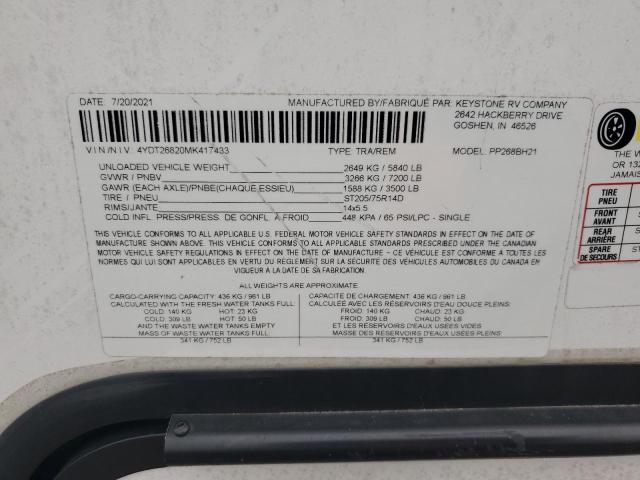 DATE: 7/20/2021
MANUFACTURED BY/FABRIQUÉ PAR: KEYSTONE RV COMPANY
2642 HACKBERRY DRIVE
GOSHEN, IN 46526
VIN/NIV: 4YDT26820MK417433
TYPE: TRA/REM
MODEL: PP268BH21
UNLOADED VEHICLE WEIGHT: 2649 KG / 5840 LB
GVWR / PNBV: 3266 KG / 7200 LB
GAWR (EACH AXLE)/PNBE(CHAQUE ESSIEU) 1588 KG / 3500 LB
TIRE / PNEU: ST205/75R14D
RIMS/JANTE: 14x5.5
COLD INFL. PRESS/PRESS. DE GONFL. À FROID: 448 KPA / 65 PSI/LPC - SINGLE
THIS VEHICLE CONFORMS TO ALL APPLICABLE U.S. FEDERAL MOTOR VEHICLE SAFETY STANDARDS IN EFFECT ON THE DATE OF
MANUFACTURE SHOWN ABOVE. THIS VEHICLE CONFORMS TO ALL APPLICABLE STANDARDS PRESCRIBED UNDER THE CANADIAN
MOTOR VEHICLE SAFETY REGULATIONS IN EFFECT ON THE DATE OF MANUFACTURE – CE VÉHICULE EST CONFORME À TOUTES LES
NORMES QUI LUI SONT APPLICABLES EN VERTU DU RÈGLEMENT SUR LA SÉCURITÉ DES VÉHICULES AUTOMOBILES DU CANADA EN
VIGUEUR À LA DATE DE SA FABRICATION.
ALL WEIGHTS ARE APPROXIMATE.
CARGO-CARRYING CAPACITY: 436 KG / 961 LB
CALCULATED WITH THE FRESH WATER TANKS FULL:
COLD: 140 KG HOT: 23 KG
COLD: 309 LB HOT: 50 LB
AND THE WASTE WATER TANKS EMPTY
MASS OF WASTE WATER TANKS FULL:
341 KG / 752 LB
CAPACITÉ DE CHARGEMENT: 436 KG / 961 LB
CALCULÉE AVEC LES RÉSERVOIRS D'EAU DOUCE PLEINS:
FROID: 140 KG CHAUD: 23 KG
FROID: 309 LB CHAUD: 50 LB
ET LES RÉSERVOIRS D'EAUX USÉES VIDES
MASSE DES RÉSERVOIRS D'EAUX USÉES PLEINS:
341 KG / 752 LB
THE W
OR 132
JAMAIS
TIRE
PNEU
FRONT
AVANT
REAR
ARRIÈRE
SPARE
DE SECOURS